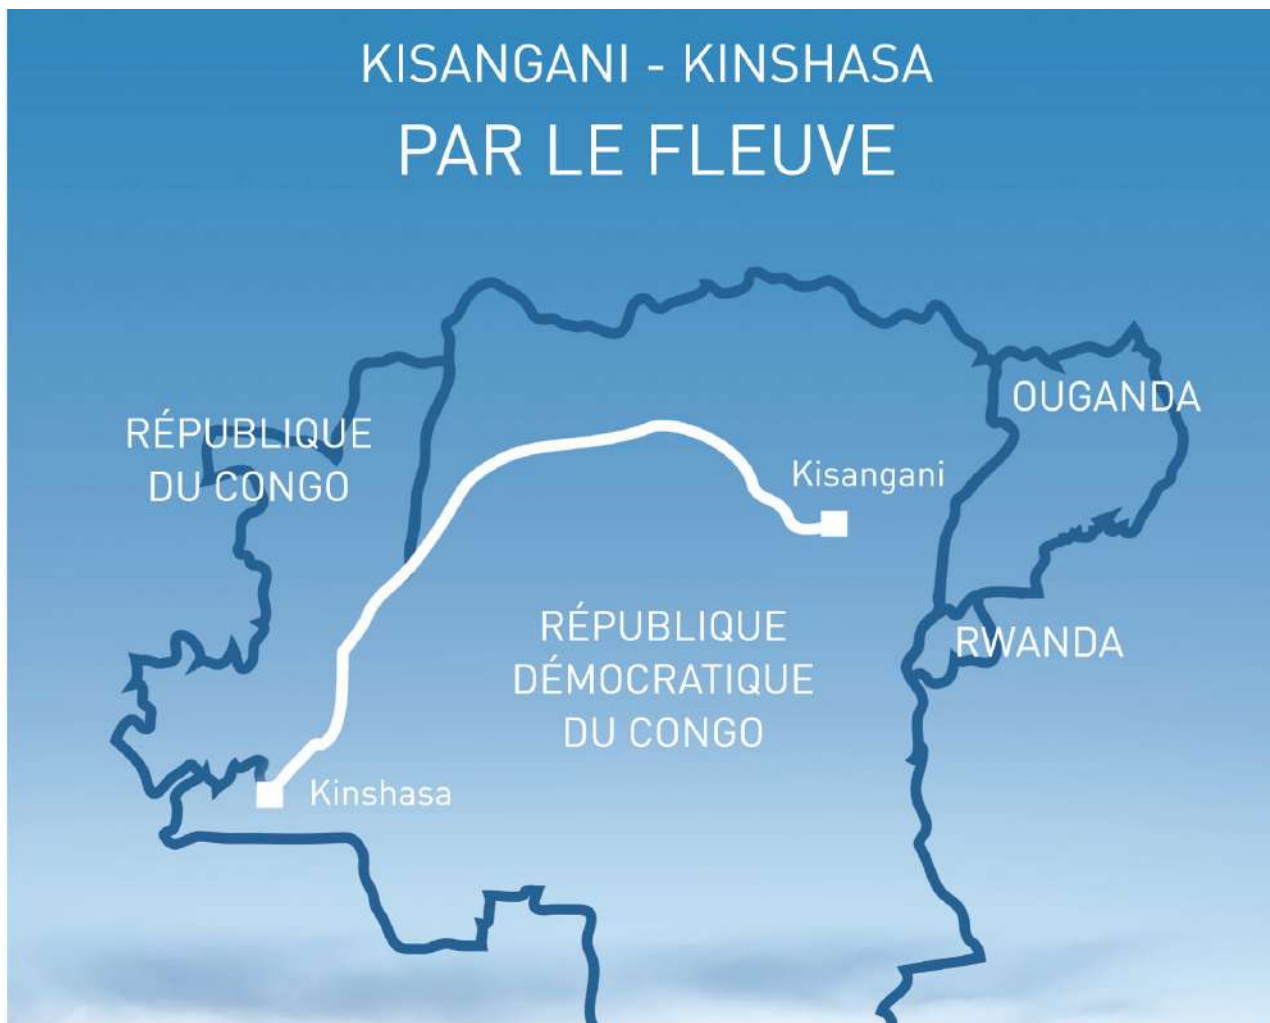 KISANGANI - KINSHASA
PAR LE FLEUVE
OUGANDA
RÉPUBLIQUE
DU CONGO
Kisangani
RÉPUBLIQUE
DÉMOCRATIQUE
DU CONGO
RWANDA
Kinshasa